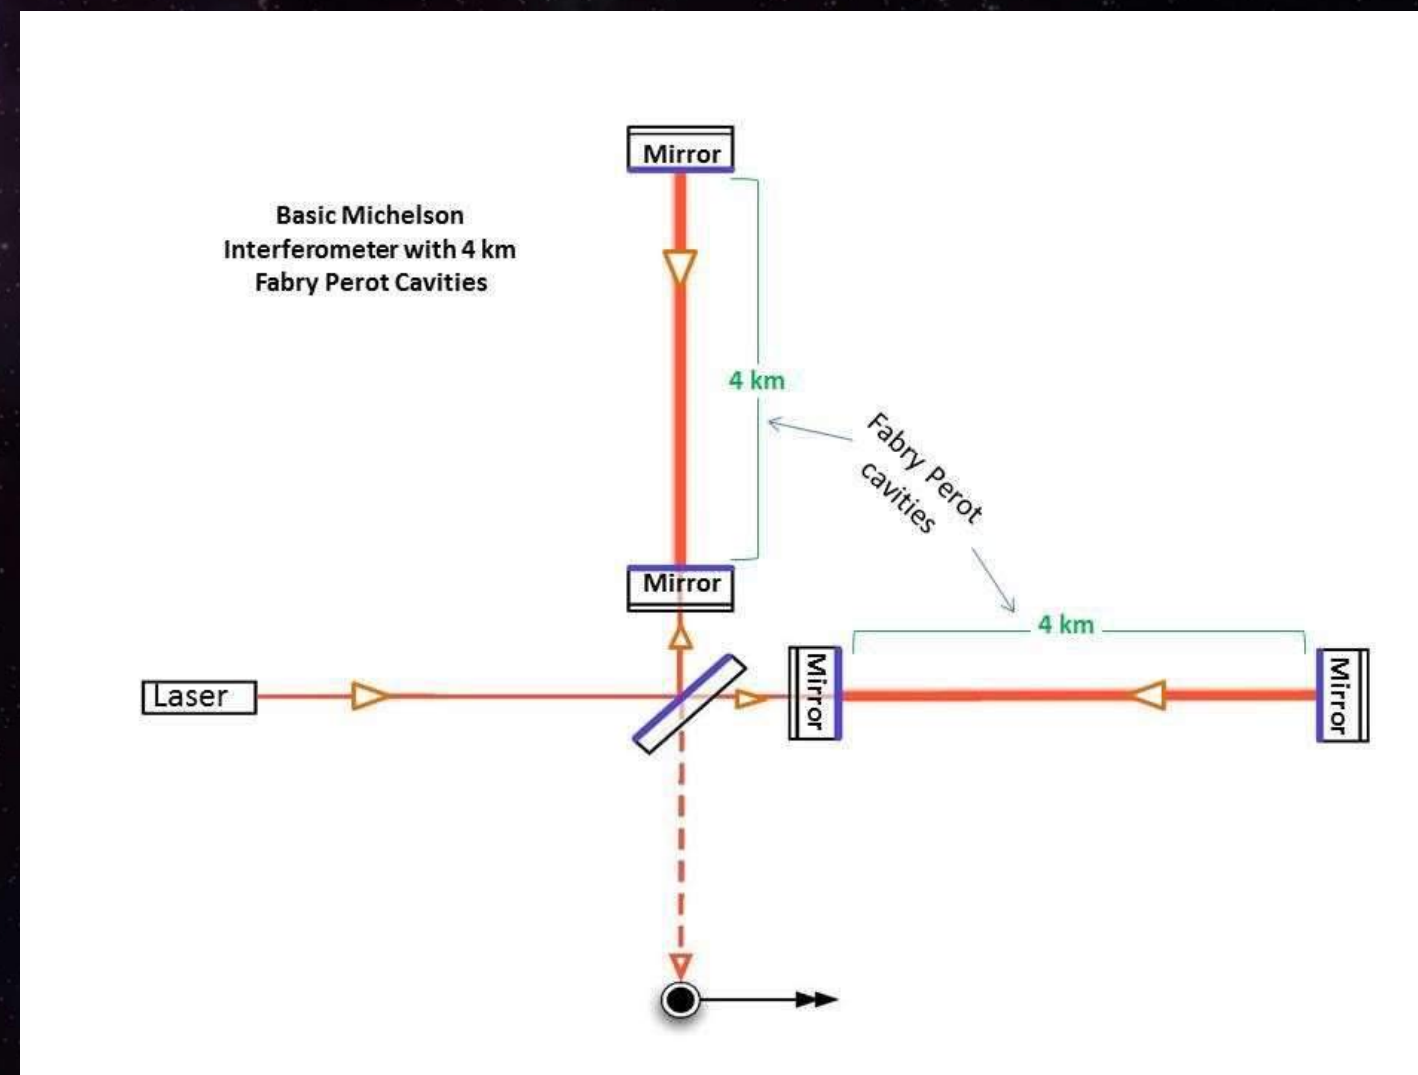 Mirror
Basic Michelson
Interferometer with 4 km
Fabry Perot Cavities
4 km
Fabry Perot
cavities
Mirror
4 km
Laser
Mirror
Mirror